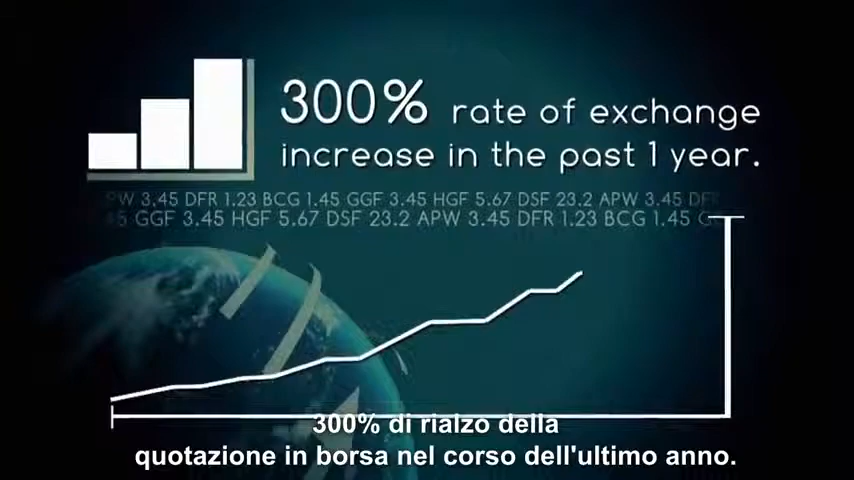 300% rate of exchange
increase in the past 1 year.
PW 3.45 DFR 1.23 BCG 1.45 GGF 3.45 HGF 5.67 DSF 23.2 APW 3.45
GGF 3.45 HGF 5.67 DSF 23.2 APW 3.45 DFR 1.23 BCG 1.45
300% di rialzo della
quotazione in borsa nel corso dell'ultimo anno.